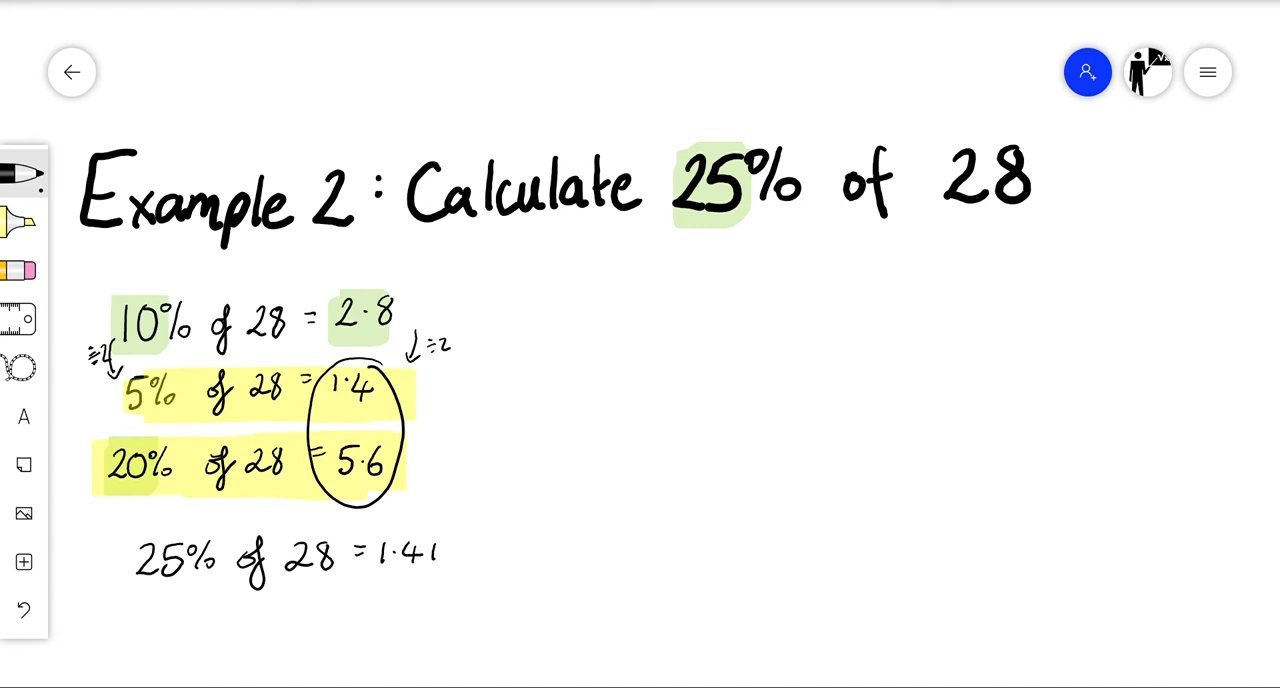 Example 2: Calculate 25% of 28
10% of 28 = 2.8
÷2
÷2
5% of 28 = 1.4
20% of 28 = 5.6
25% of 28 = 1.41
A